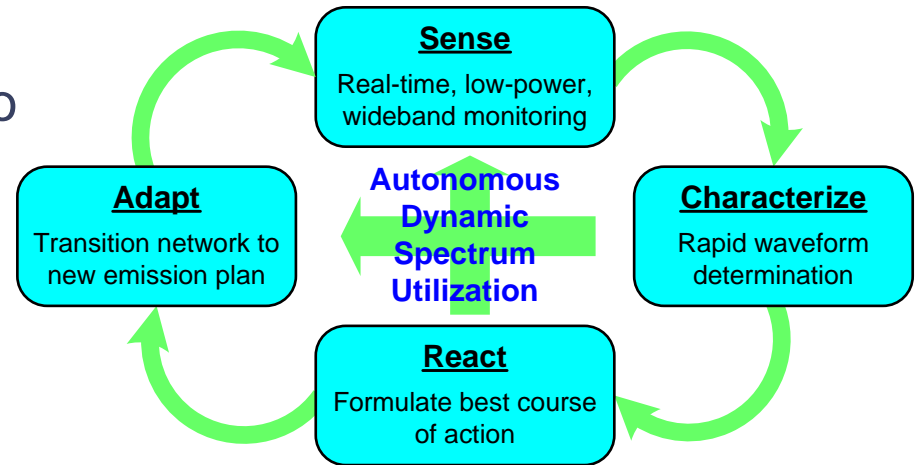 Sense
Real-time, low-power,
wideband monitoring
o
Adapt
Transition network to
new emission plan
Autonomous
Dynamic
Spectrum
Utilization
Characterize
Rapid waveform
determination
React
Formulate best course
of action